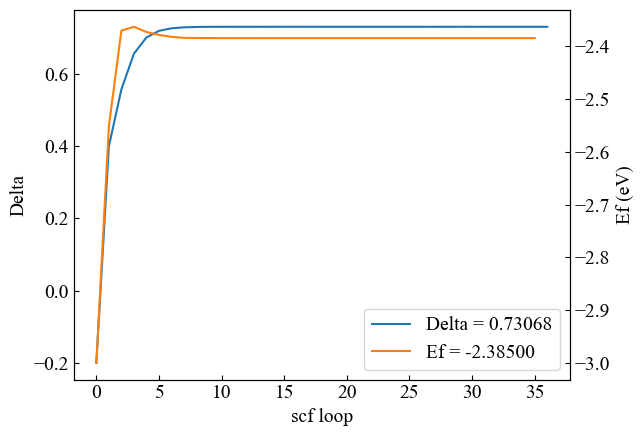 0.6
0.4
0.2
0.0
−0.2
Delta
−2.4
−2.5
−2.6
−2.7
−2.8
−2.9
−3.0
Ef (eV)
Delta = 0.73068
Ef = -2.38500
0 5 10 15 20 25 30 35
scf loop